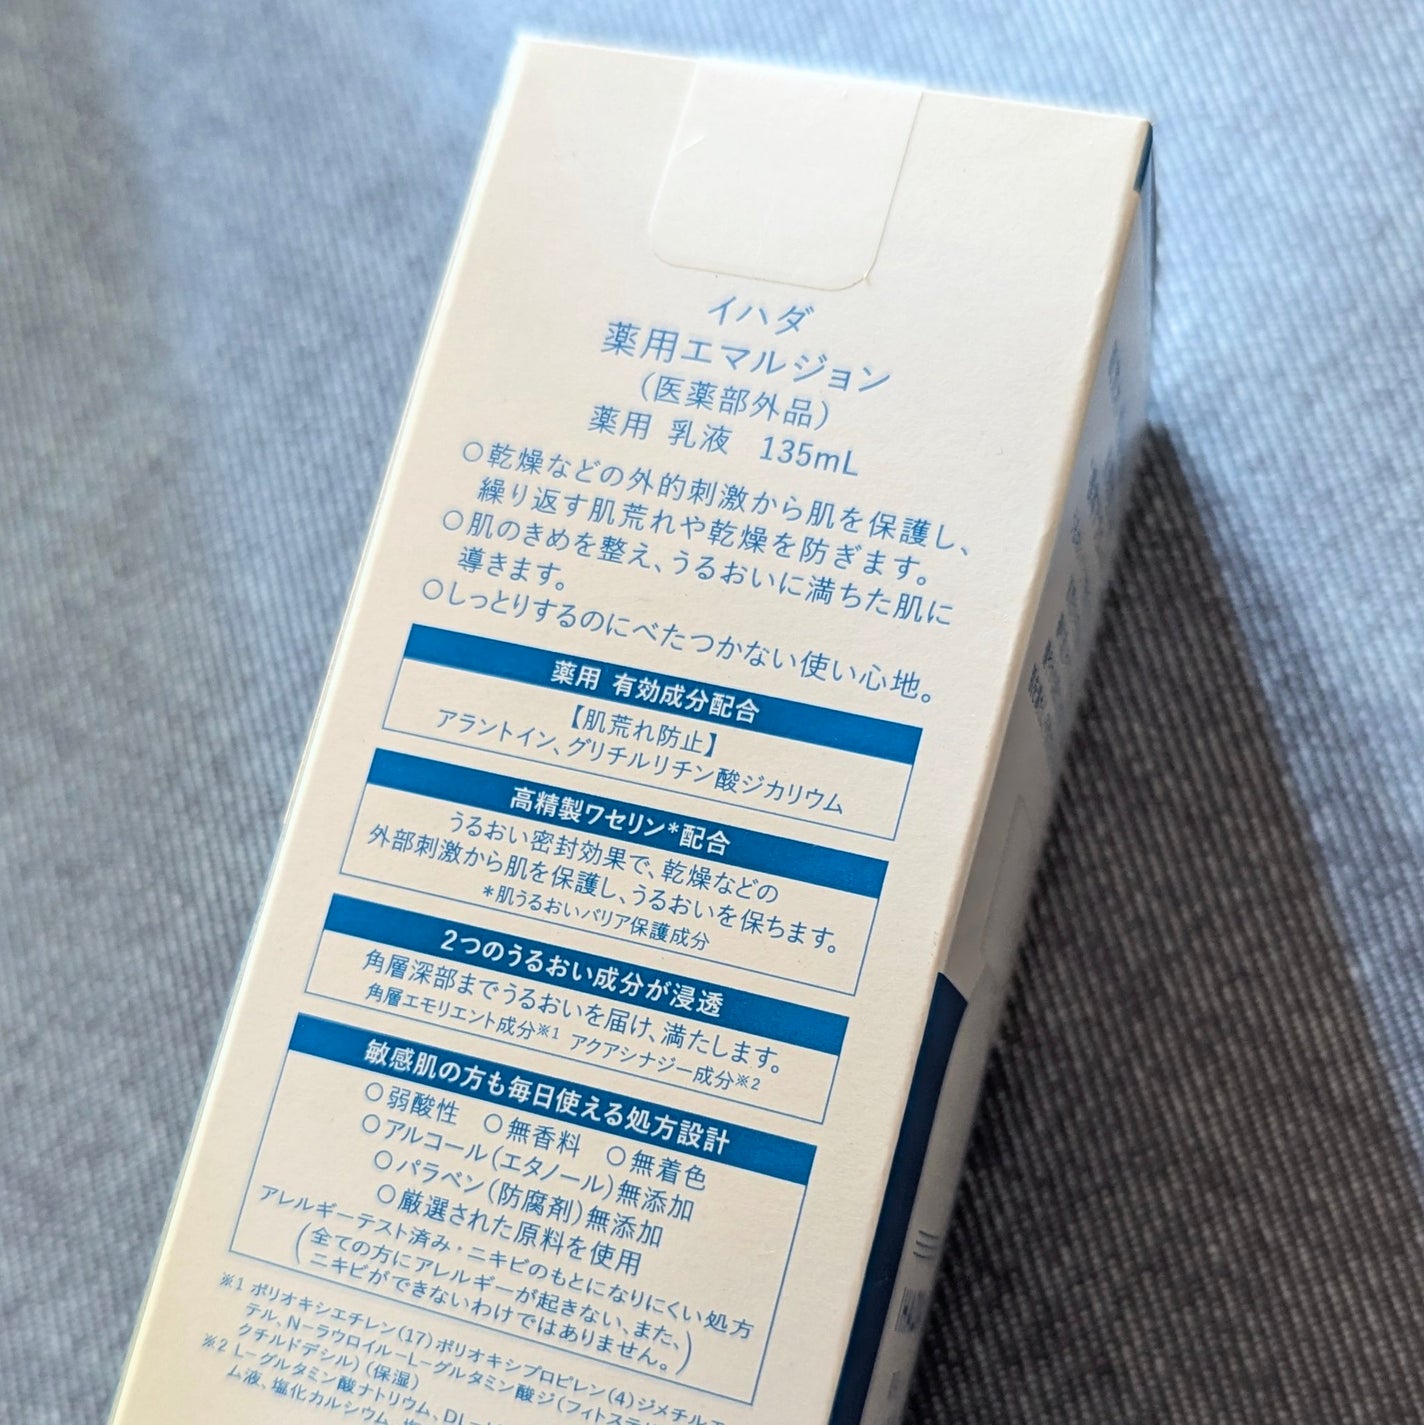 イハダ
薬用エマルジョン
（医薬部外品）
薬用 乳液 135mL
○乾燥などの外的刺激から肌を保護し、
繰り返す肌荒れや乾燥を防ぎます。
○肌のきめを整え、うるおいに満ちた肌に
導きます。
○しっとりするのにべたつかない使い心地。
薬用 有効成分配合
【肌荒れ防止】
アラントイン、グリチルリチン酸ジカリウム
高精製ワセリン*配合
うるおい密封効果で、乾燥などの
外部刺激から肌を保護し、うるおいを保ちます。
*肌うるおいバリア保護成分
2つのうるおい成分が浸透
角層深部までうるおいを届け、満たします。
角層エモリエント成分※1 アクアシナジー成分※2
敏感肌の方も毎日使える処方設計
○弱酸性 ○無香料 ○無着色
○アルコール（エタノール）無添加
○パラベン（防腐剤）無添加
○厳選された原料を使用
アレルギーテスト済み・ニキビのもとになりにくい処方
（全ての方にアレルギーが起きない、また、
ニキビができないわけではありません。）
※1 ポリオキシエチレン（17）ポリオキシプロピレン（4）ジメチルエ
テル、N－ラウロイル－L－グルタミン酸ジ（フィトステ
クチルドデシル）（保湿）
※2 L－グルタミン酸ナトリウム、DL－
ム液、塩化カルシウム、